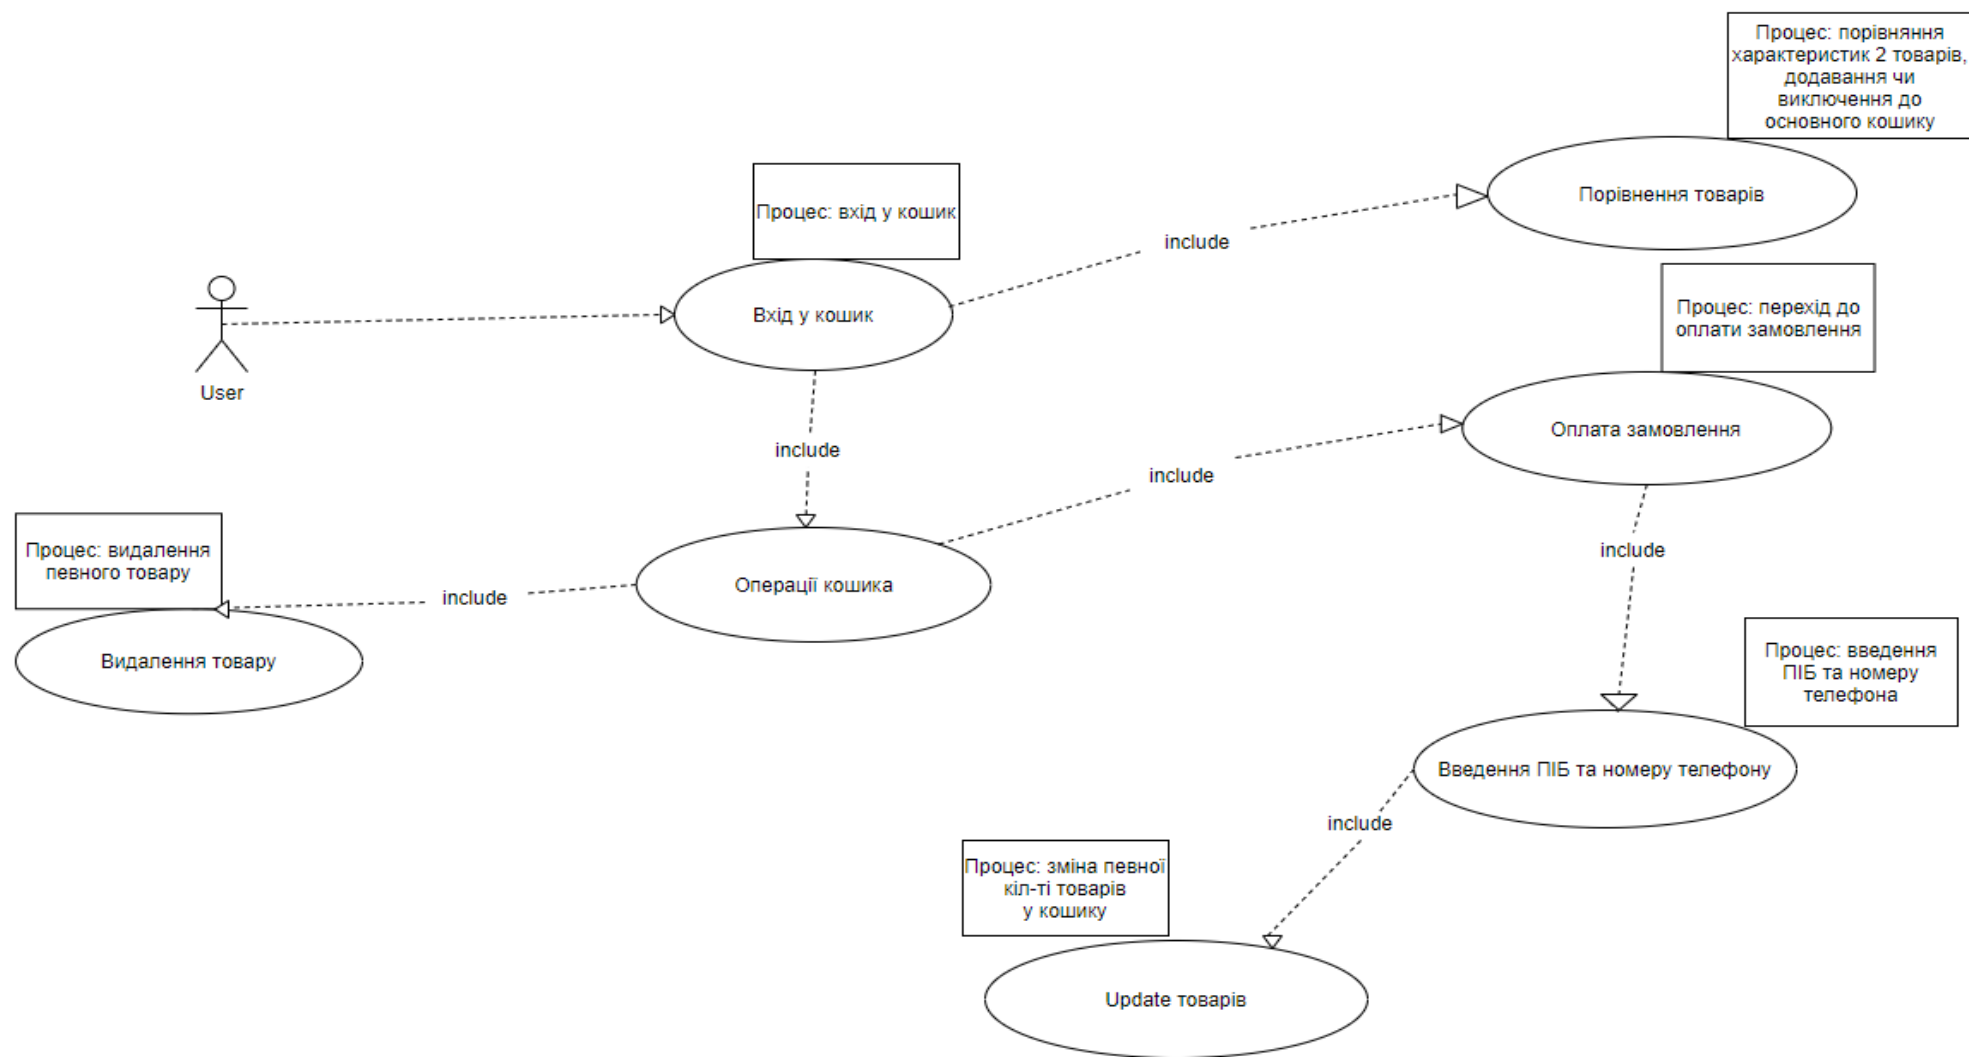 Процес: порівняння
характеристик 2 товарів,
додавання чи
виключення до
основного кошику
Порівнення товарів
Процес: вхід у кошик
include
Вхід у кошик
User
Процес: перехід до
оплати замовлення
Оплата замовлення
include
include
include
Процес: видалення
певного товару
include
Операції кошика
Видалення товару
Процес: введення
ПІБ та номеру
телефона
Введення ПІБ та номеру телефону
include
Процес: зміна певної
кіл-ті товарів
у кошику
Update товарів